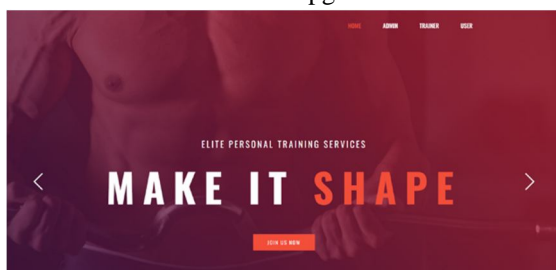 HOME ADMIN TRAINER USER
ELITE PERSONAL TRAINING SERVICES
MAKE IT SHAPE
JOIN US NOW